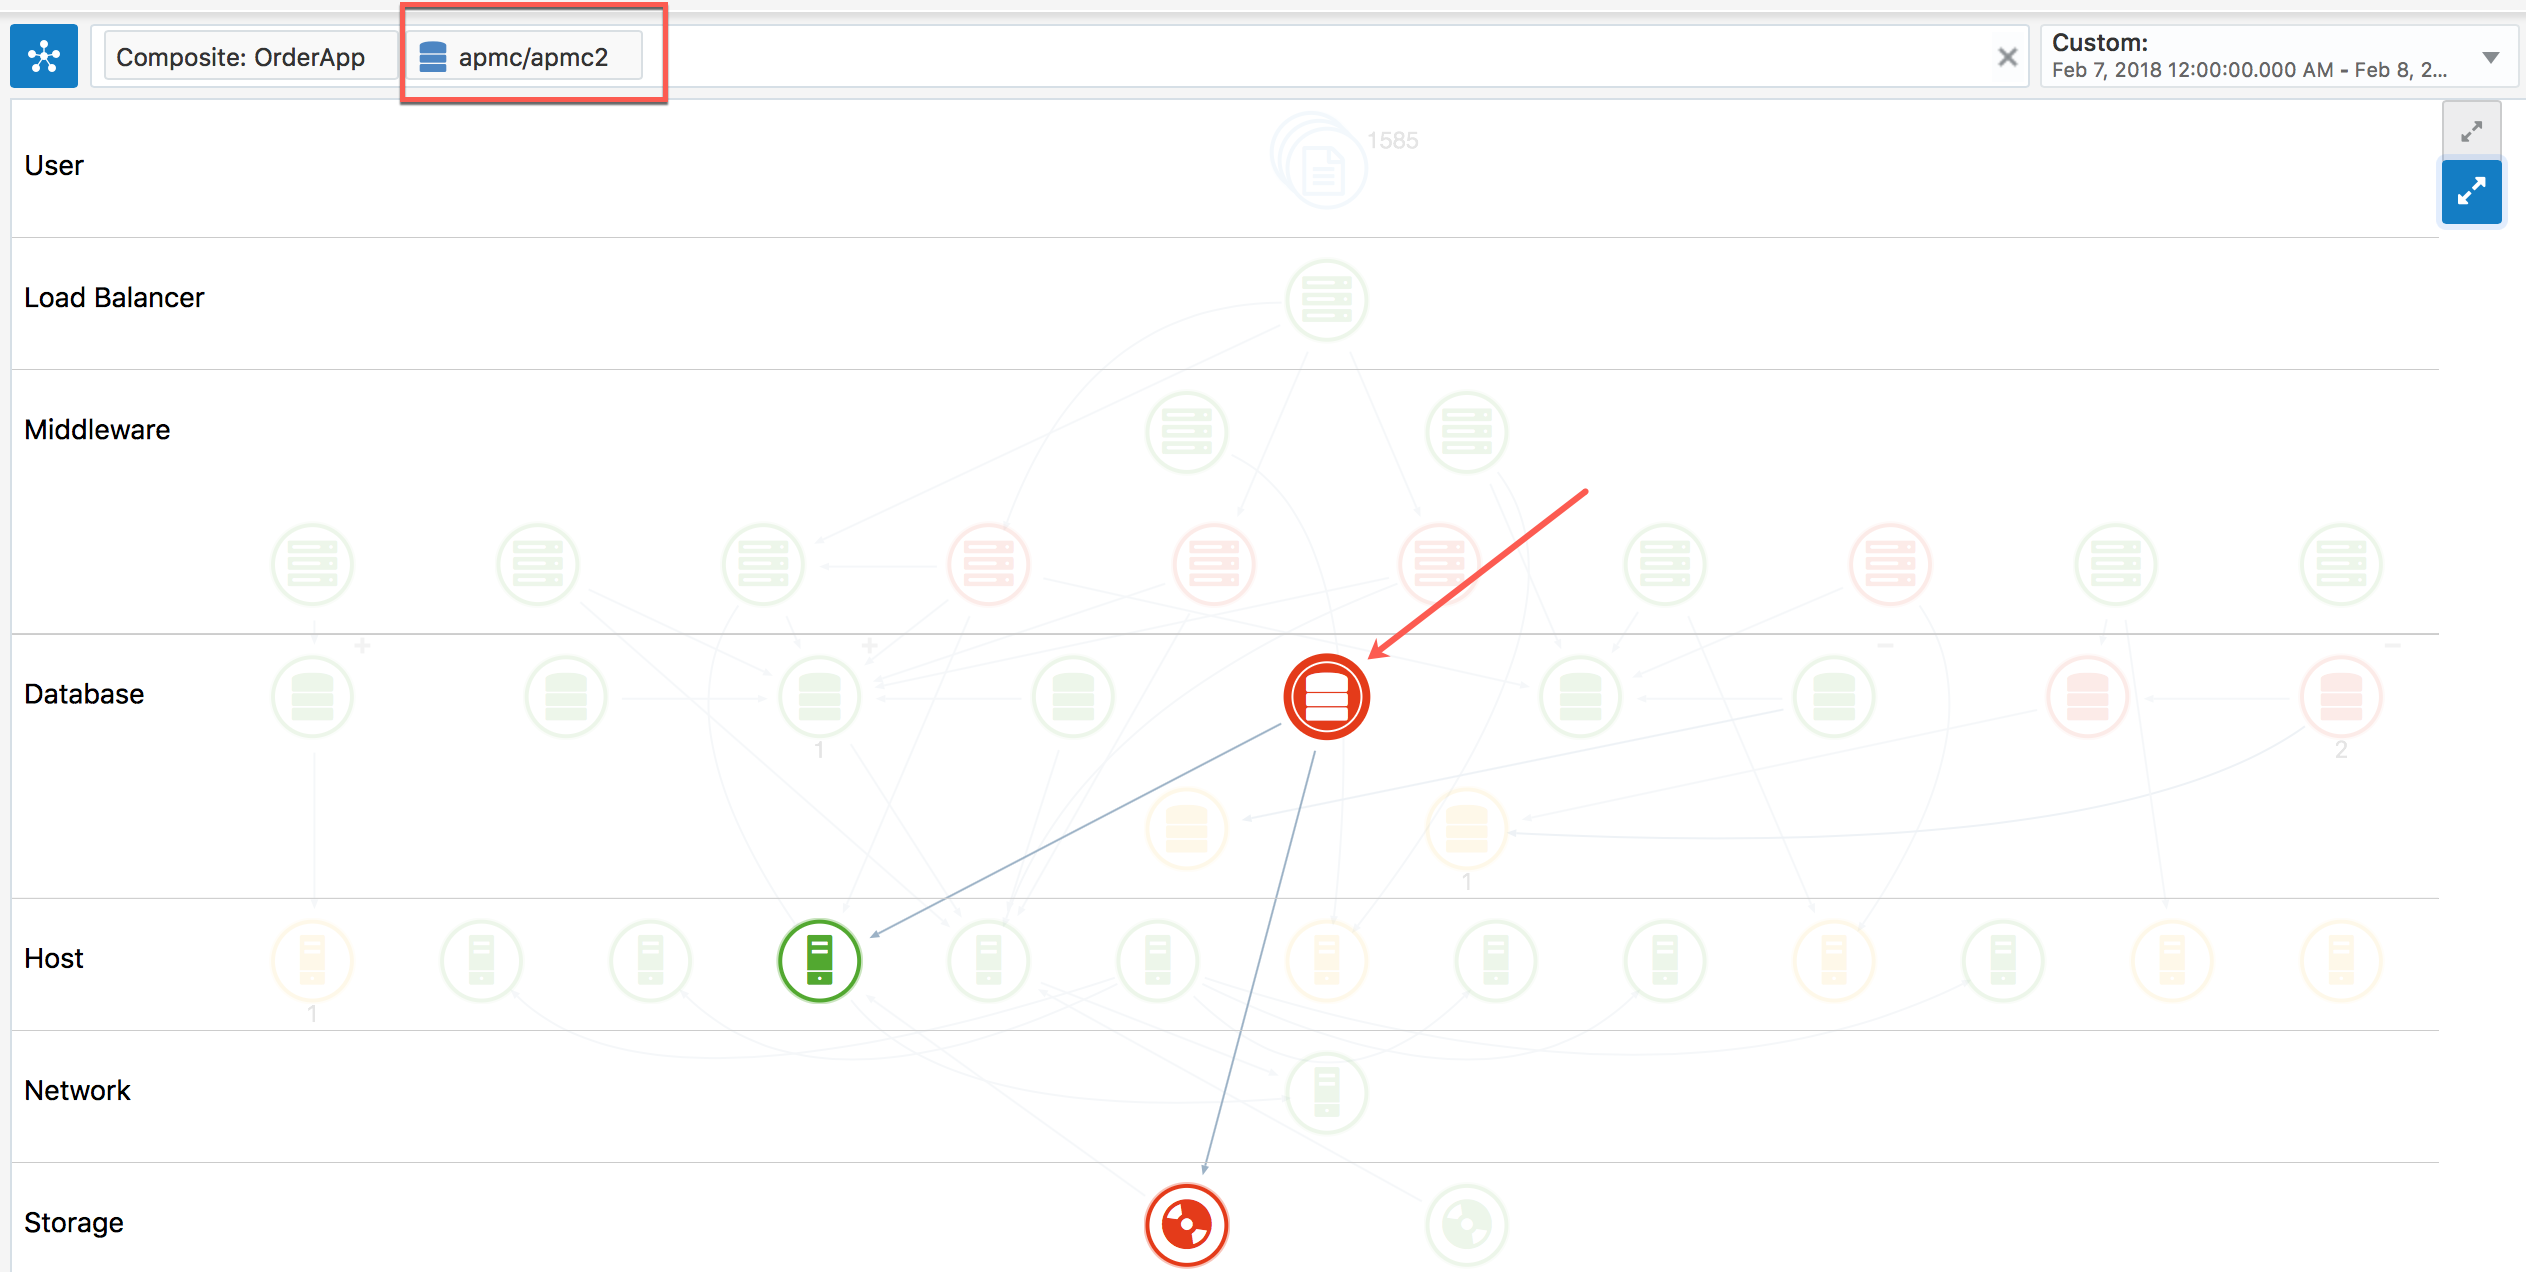 Composite: OrderApp
apmc/apmc2
Custom:
Feb 7, 2018 12:00:00.000 AM - Feb 8, 2...
User
1585
Load Balancer
Middleware
+
+
−
−
Database
1
2
1
Host
1
Network
Storage